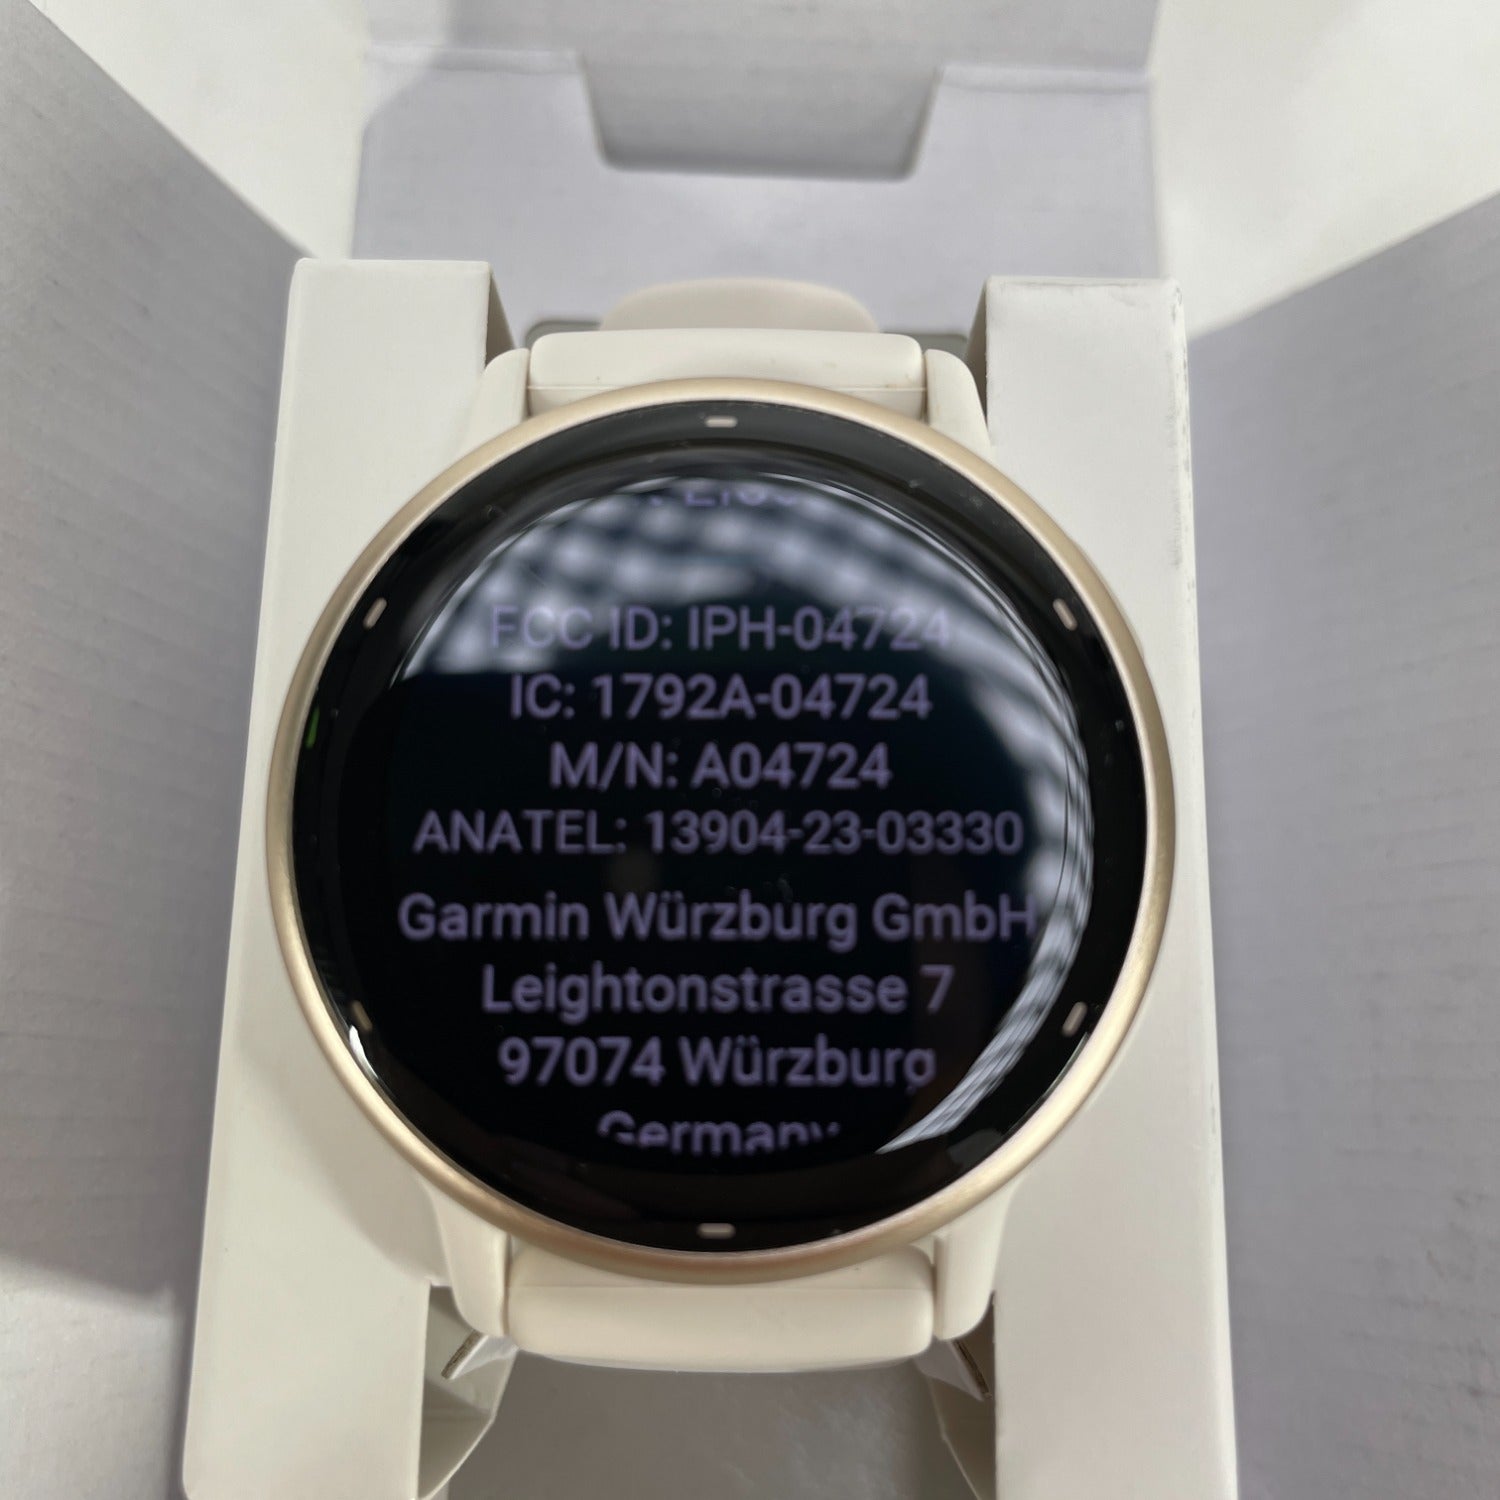 FCC ID: IPH-04724
IC: 1792A-04724
M/N: A04724
ANATEL: 13904-23-03330
Garmin Würzburg GmbH
Leightonstrasse 7
97074 Würzburg
Germany